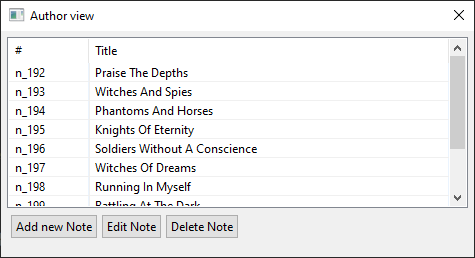 Author view
# Title
n_192 Praise The Depths
n_193 Witches And Spies
n_194 Phantoms And Horses
n_195 Knights Of Eternity
n_196 Soldiers Without A Conscience
n_197 Witches Of Dreams
n_198 Running In Myself
n_199 Battling At The Dark
Add new Note Edit Note Delete Note